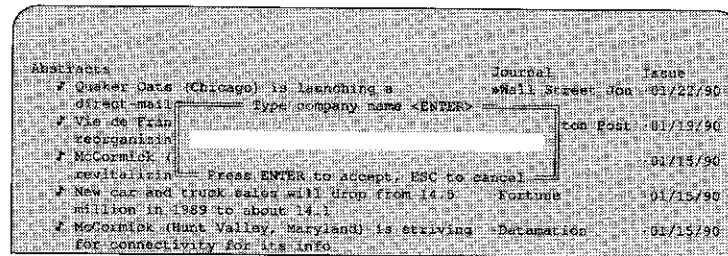 Abstracts Journal Issue
♪ Quaker Oats (Chicago) is launching a »Wall Street Jou 01/22/90
direct-mail Type company name <ENTER>
♪ Vie de Fran ton Post 01/19/90
reorganizin
♪ McCormick ( 01/15/90
revitalizin Press ENTER to accept, ESC to cancel
♪ New car and truck sales will drop from 14.5 Fortune 01/15/90
million in 1989 to about 14.1
♪ McCormick (Hunt Valley, Maryland) is striving Datamation 01/15/90
for connectivity for its info